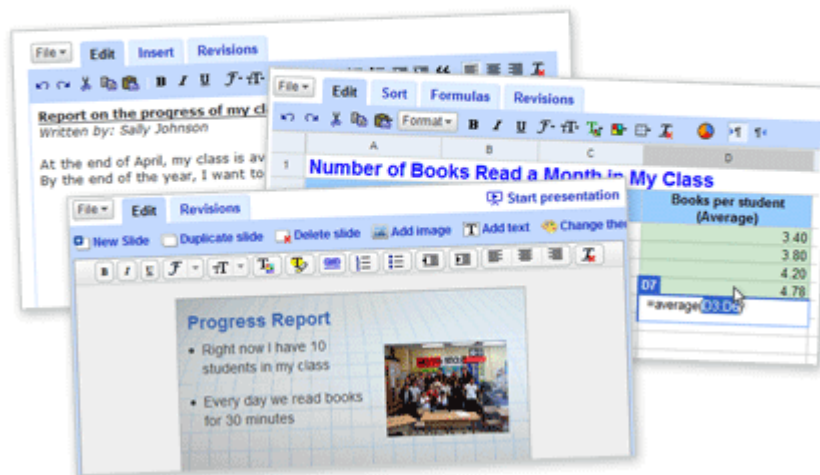 File
Edit
Insert
Revisions
B I U
Report on the progress of my cl
Written by: Sally Johnson
At the end of April, my class is av
By the end of the year, I want to
File
Edit
Sort
Formulas
Revisions
Format
B I U
A
B
C
D
1
Number of Books Read a Month in My Class
Books per student
(Average)
3.40
3.80
4.20
4.78
D7
=average(D3:D6
File
Edit
Revisions
Start presentation
New Slide
Duplicate slide
Delete slide
Add image
Add text
Change the
B I U
Progress Report
• Right now I have 10
students in my class
• Every day we read books
for 30 minutes